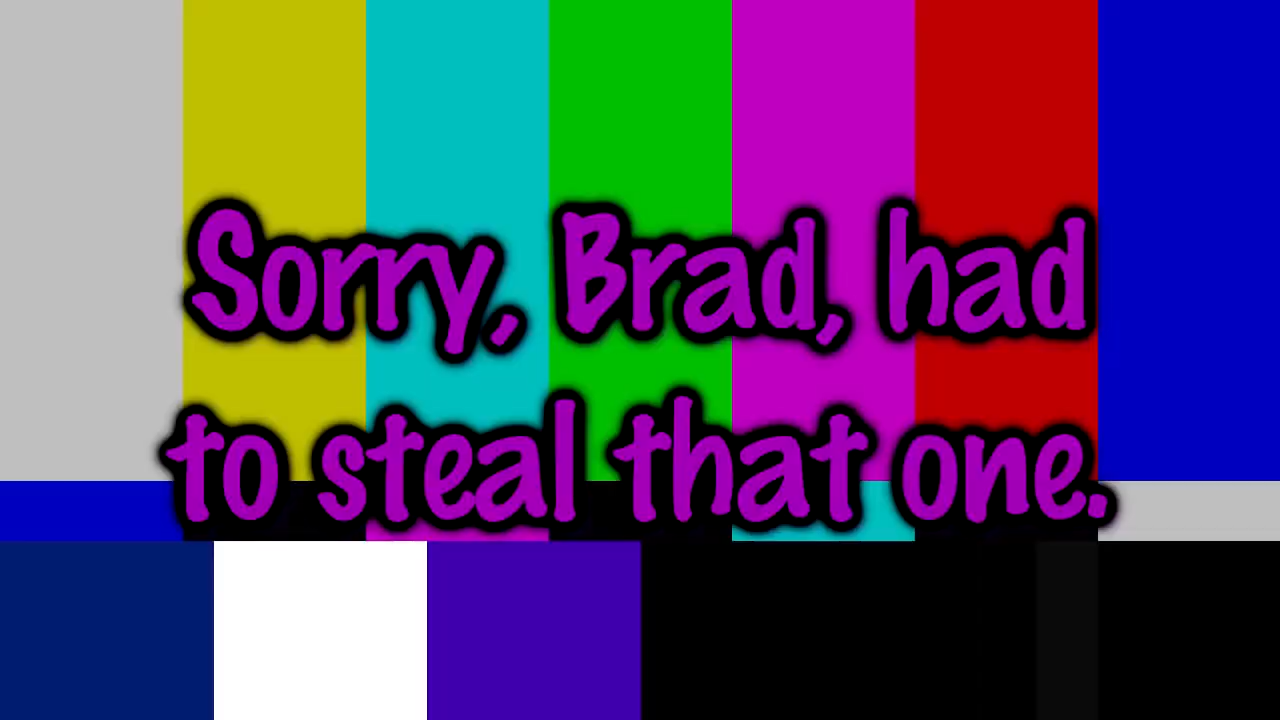 Sorry, Brad, had
to steal that one.